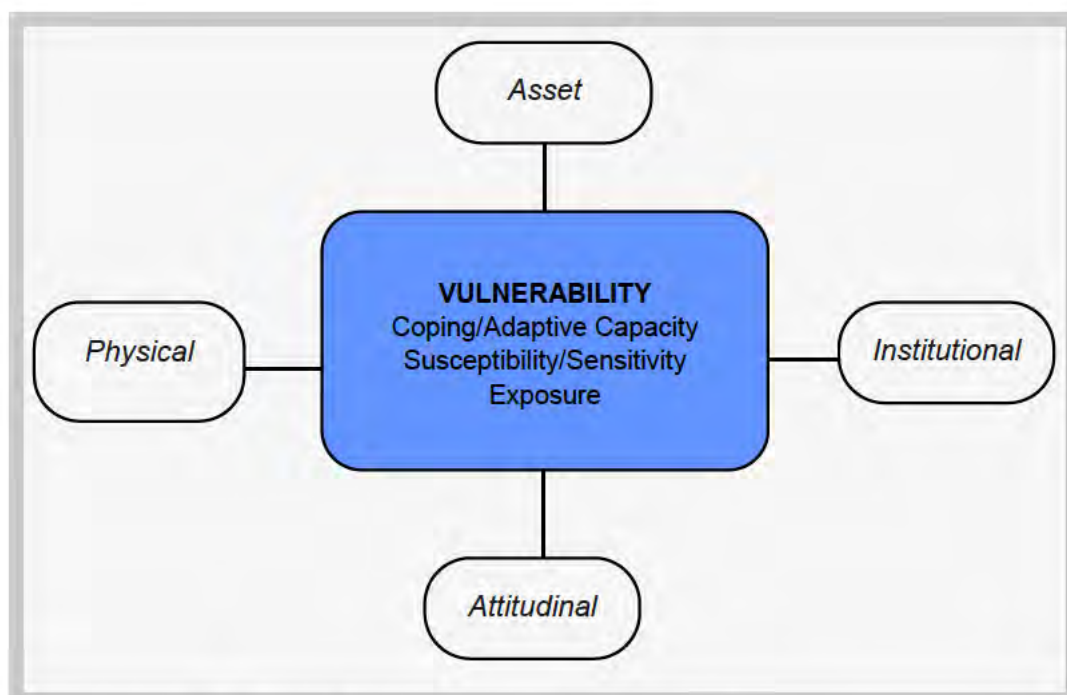 Asset
VULNERABILITY
Coping/Adaptive Capacity
Susceptibility/Sensitivity
Exposure
Physical
Institutional
Attitudinal